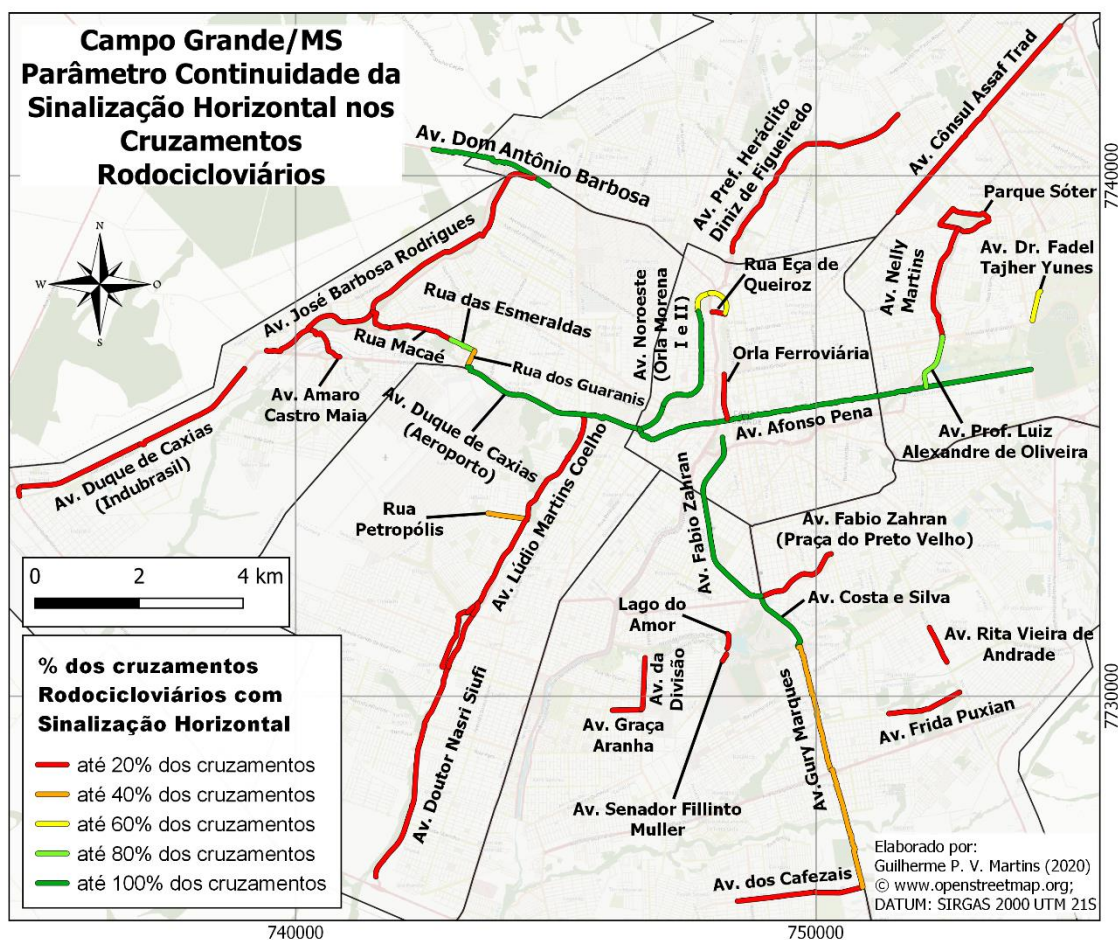 Campo Grande/MS
Parâmetro Continuidade da
Sinalização Horizontal nos
Cruzamentos
Rodocicloviários
N
W
O
S
Av. Dom Antônio Barbosa
Av. Pref. Heráclito
Diniz de Figueiredo
Av. Cônsul Assaf Trad
7740000
Parque Sóter
Av. Nelly
Martins
Av. Dr. Fadel
Tajher Yunes
Av. José Barbosa Rodrigues
Rua das Esmeraldas
Av. Noroeste
(Orla Morena
I e II)
Rua Eça de
Queiroz
Rua Macaé
Rua dos Guaranis
Orla Ferroviária
Av. Amaro
Castro Maia
Av. Duque de Caxias
(Aeroporto)
Av. Afonso Pena
Av. Prof. Luiz
Alexandre de Oliveira
Av. Duque de Caxias
(Indubrasil)
Rua
Petropólis
Av. Lúdio Martins Coelho
Av. Fabio Zahran
Av. Fabio Zahran
(Praça do Preto Velho)
0 2 4 km
Lago do
Amor
Av. Costa e Silva
Av. Rita Vieira de
Andrade
Av. da
Divisão
Av. Graça
Aranha
Av. Frida Puxian
7730000
Av. Doutor Nasri Siufi
Av.Gury Marques
Av. Senador Fillinto
Muller
Av. dos Cafezais
% dos cruzamentos
Rodocicloviários com
Sinalização Horizontal
até 20% dos cruzamentos
até 40% dos cruzamentos
até 60% dos cruzamentos
até 80% dos cruzamentos
até 100% dos cruzamentos
Elaborado por:
Guilherme P. V. Martins (2020)
© www.openstreetmap.org;
DATUM: SIRGAS 2000 UTM 21S
740000
750000